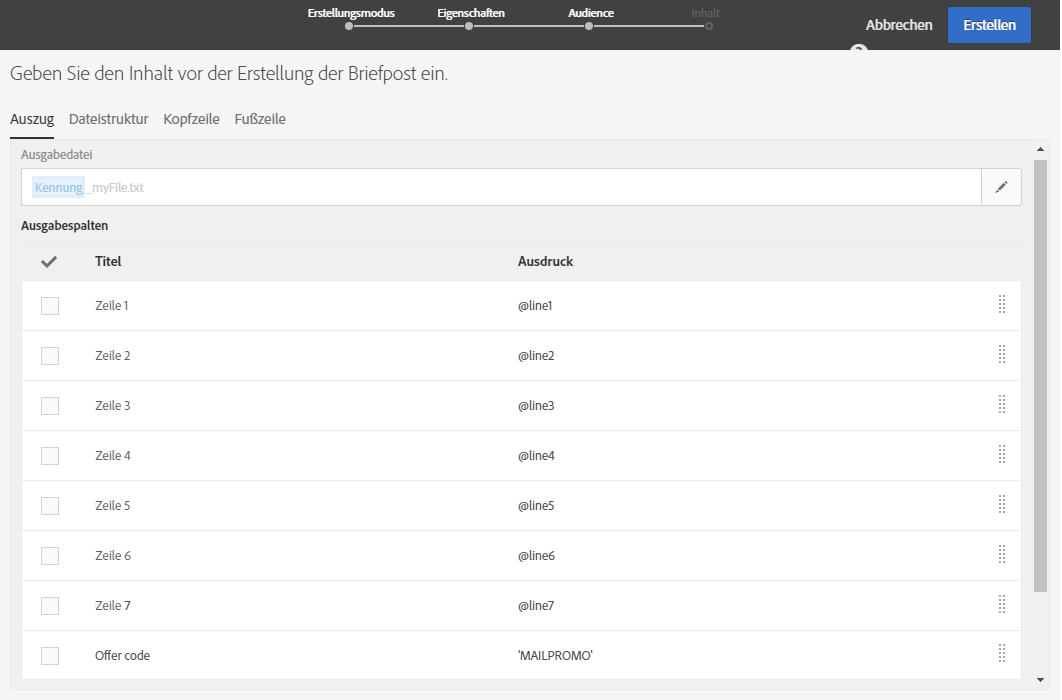 Erstellungsmodus Eigenschaften Audience Inhalt
Abbrechen Erstellen
Geben Sie den Inhalt vor der Erstellung der Briefpost ein.
Auszug Dateistruktur Kopfzeile Fußzeile
Ausgabedatei
Kennung _myFile.txt
Ausgabespalten
Titel Ausdruck
Zeile 1 @line1
Zeile 2 @line2
Zeile 3 @line3
Zeile 4 @line4
Zeile 5 @line5
Zeile 6 @line6
Zeile 7 @line7
Offer code 'MAILPROMO'